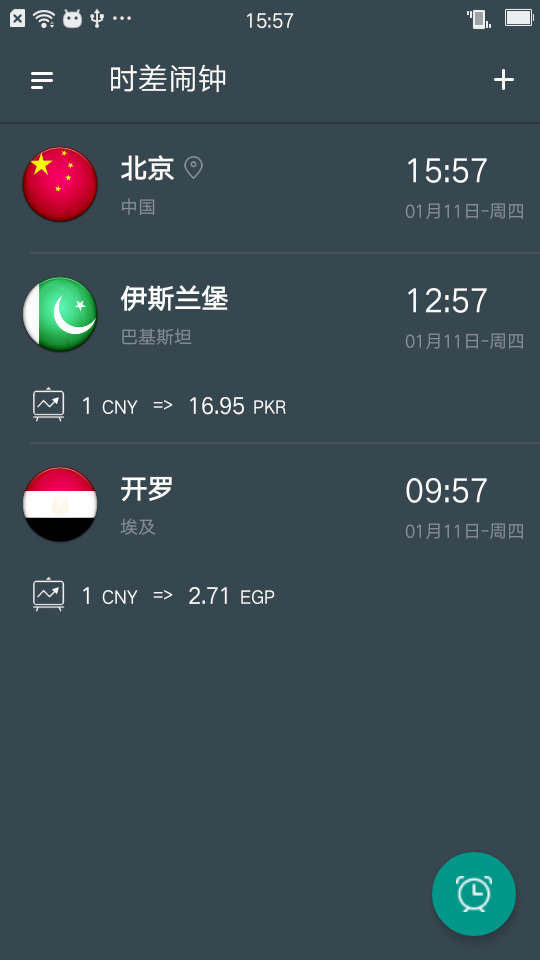 15:57
时差闹钟
北京 15:57
中国 01月11日-周四
伊斯兰堡 12:57
巴基斯坦 01月11日-周四
1 CNY => 16.95 PKR
开罗 09:57
埃及 01月11日-周四
1 CNY => 2.71 EGP